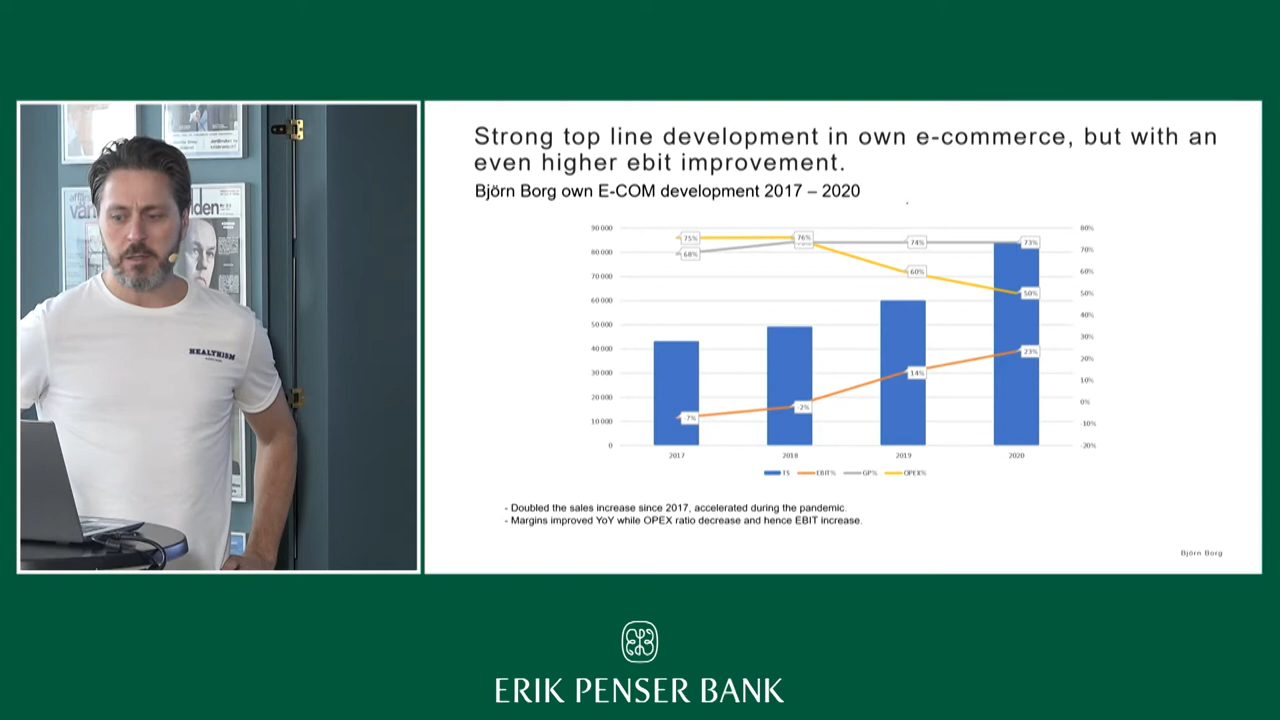 HEALTHISM
vän
lden
Strong top line development in own e-commerce, but with an
even higher ebit improvement.
Björn Borg own E-COM development 2017 – 2020
90 000
80 000
70 000
60 000
50 000
40 000
30 000
20 000
10 000
0
80%
70%
60%
50%
40%
30%
20%
10%
0%
-10%
-20%
75%
76%
74%
73%
68%
60%
50%
-7%
-2%
14%
23%
2017
2018
2019
2020
TS
EBIT%
GP%
OPEX%
- Doubled the sales increase since 2017, accelerated during the pandemic.
- Margins improved YoY while OPEX ratio decrease and hence EBIT increase.
Björn Borg
ERIK PENSER BANK